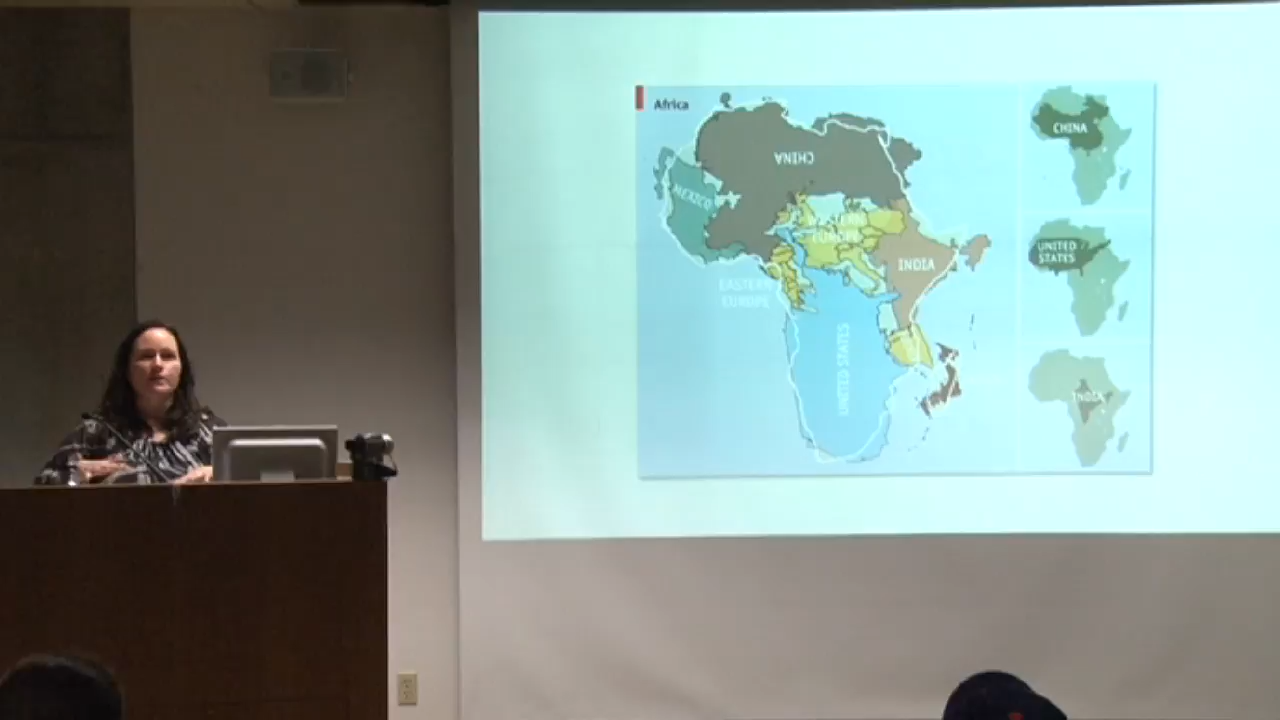 Africa
CHINA
MEXICO
EASTERN
EUROPE
EUROPE
INDIA
UNITED STATES
CHINA
UNITED
STATES
INDIA